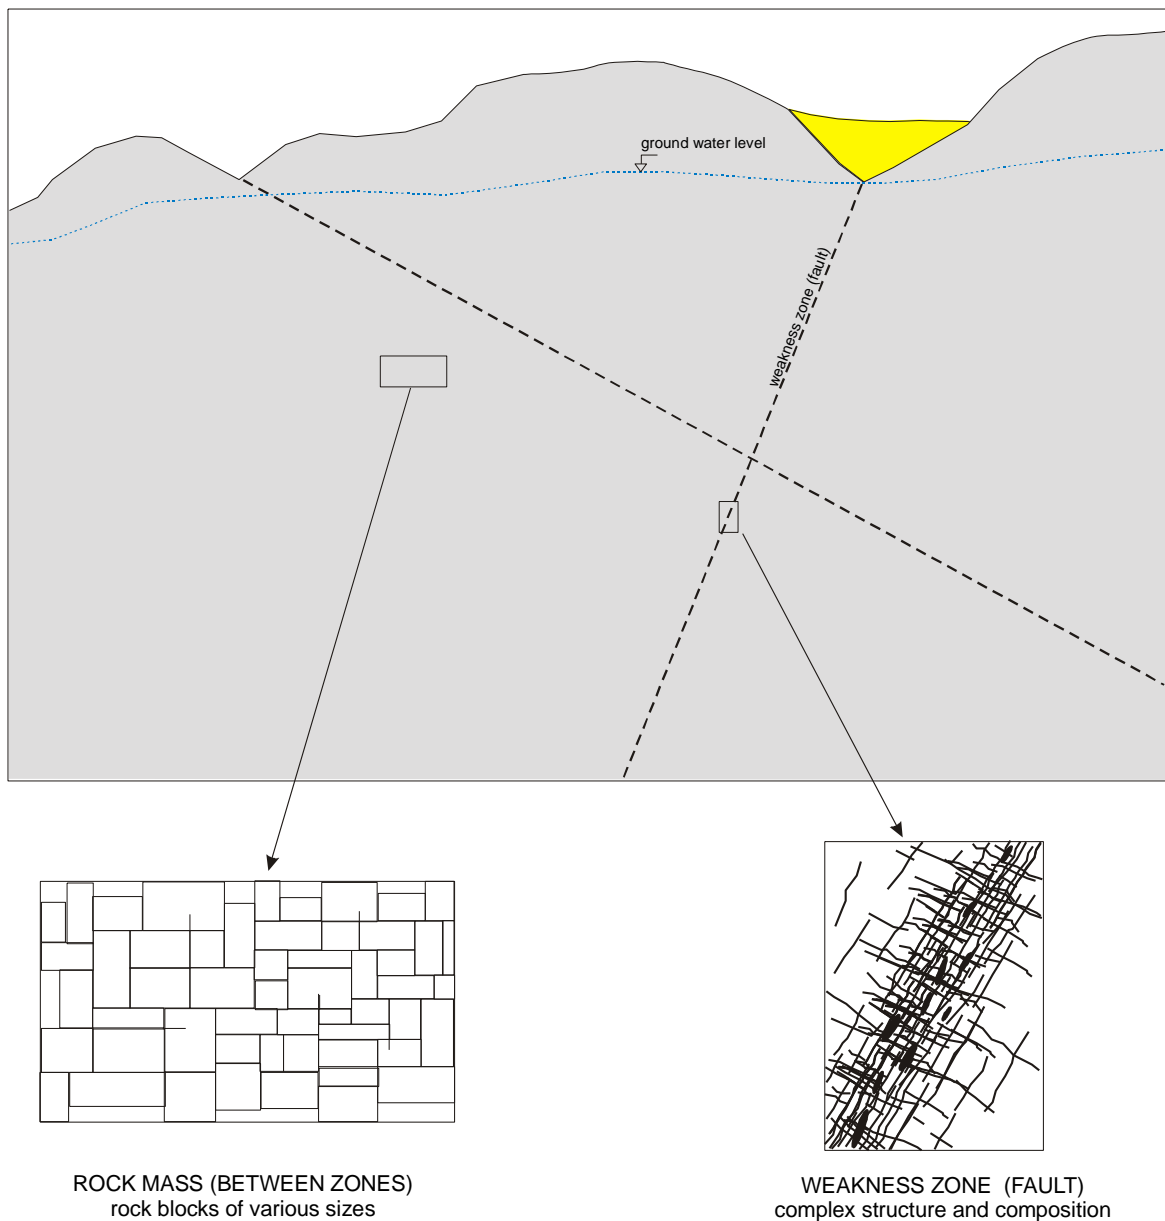 ground water level
weakness zone (fault)
ROCK MASS (BETWEEN ZONES)
rock blocks of various sizes
WEAKNESS ZONE (FAULT)
complex structure and composition